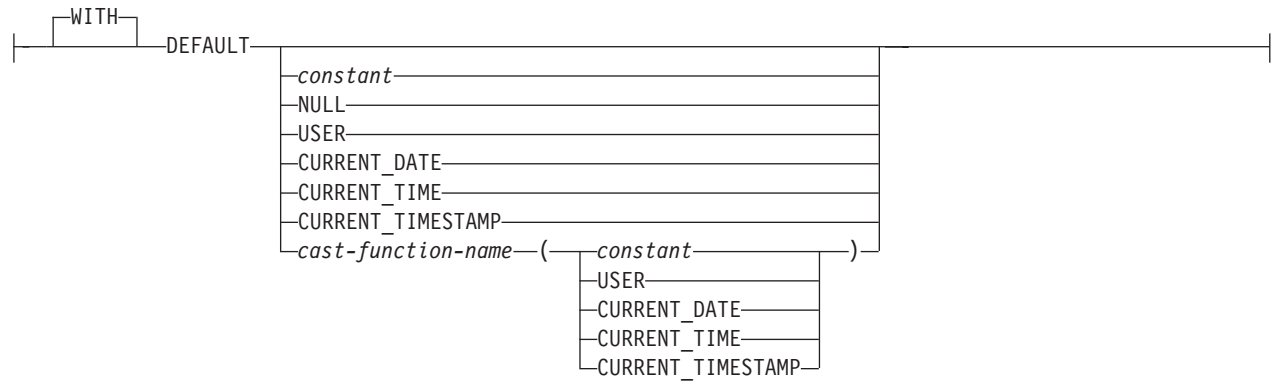 WITH
DEFAULT
constant
NULL
USER
CURRENT_DATE
CURRENT_TIME
CURRENT_TIMESTAMP
cast-function-name ( constant )
USER
CURRENT_DATE
CURRENT_TIME
CURRENT_TIMESTAMP